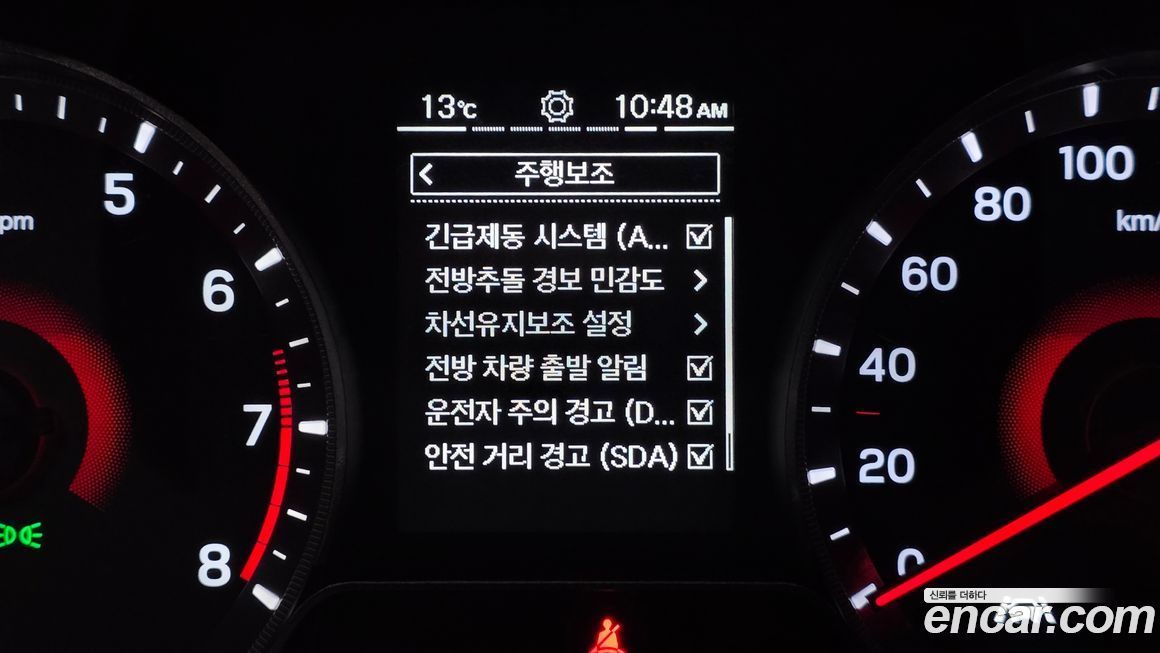 13℃
10:48 AM
주행보조
긴급제동 시스템 (A...
전방추돌 경보 민감도
차선유지보조 설정
전방 차량 출발 알림
운전자 주의 경고 (D...
안전 거리 경고 (SDA)
pm
5
6
7
8
100
80
60
40
20
0
km/
신뢰를 더하다
encar.com